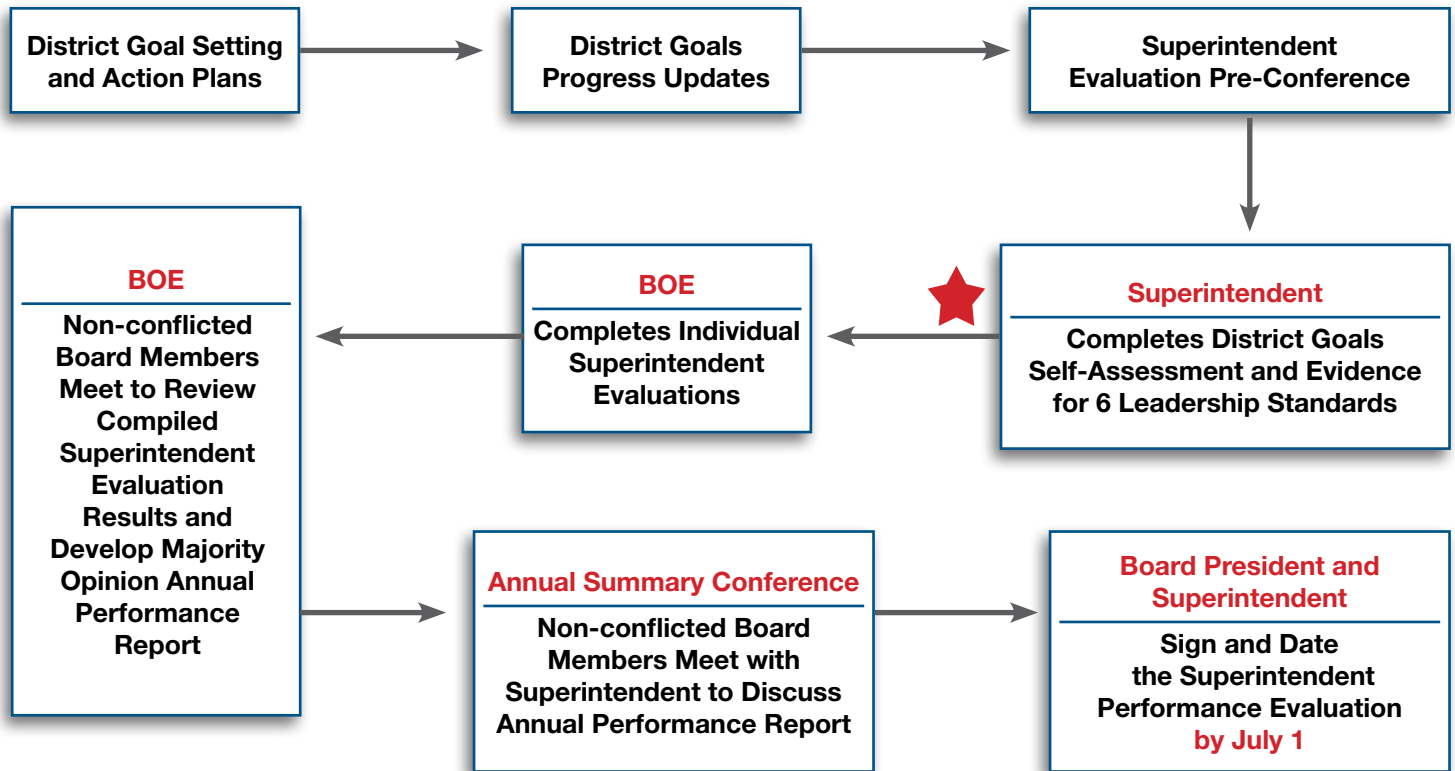 District Goal Setting
and Action Plans
District Goals
Progress Updates
Superintendent
Evaluation Pre-Conference
Superintendent
Completes District Goals
Self-Assessment and Evidence
for 6 Leadership Standards
BOE
Completes Individual
Superintendent
Evaluations
BOE
Non-conflicted
Board Members
Meet to Review
Compiled
Superintendent
Evaluation
Results and
Develop Majority
Opinion Annual
Performance
Report
Annual Summary Conference
Non-conflicted Board
Members Meet with
Superintendent to Discuss
Annual Performance Report
Board President and
Superintendent
Sign and Date
the Superintendent
Performance Evaluation
by July 1